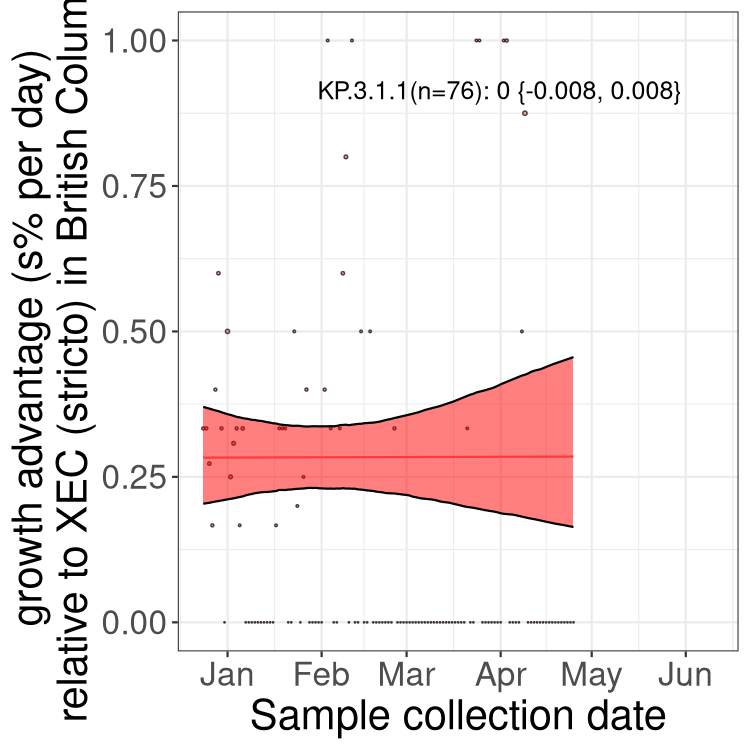 growth advantage (s% per day)
relative to XEC (stricto) in British Colum
1.00
0.75
0.50
0.25
0.00
KP.3.1.1(n=76): 0 {-0.008, 0.008}
Jan Feb Mar Apr May Jun
Sample collection date